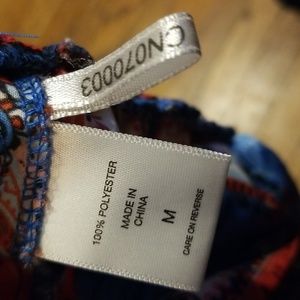 CN070003
100% POLYESTER
MADE IN
CHINA
M
CARE ON REVERSE